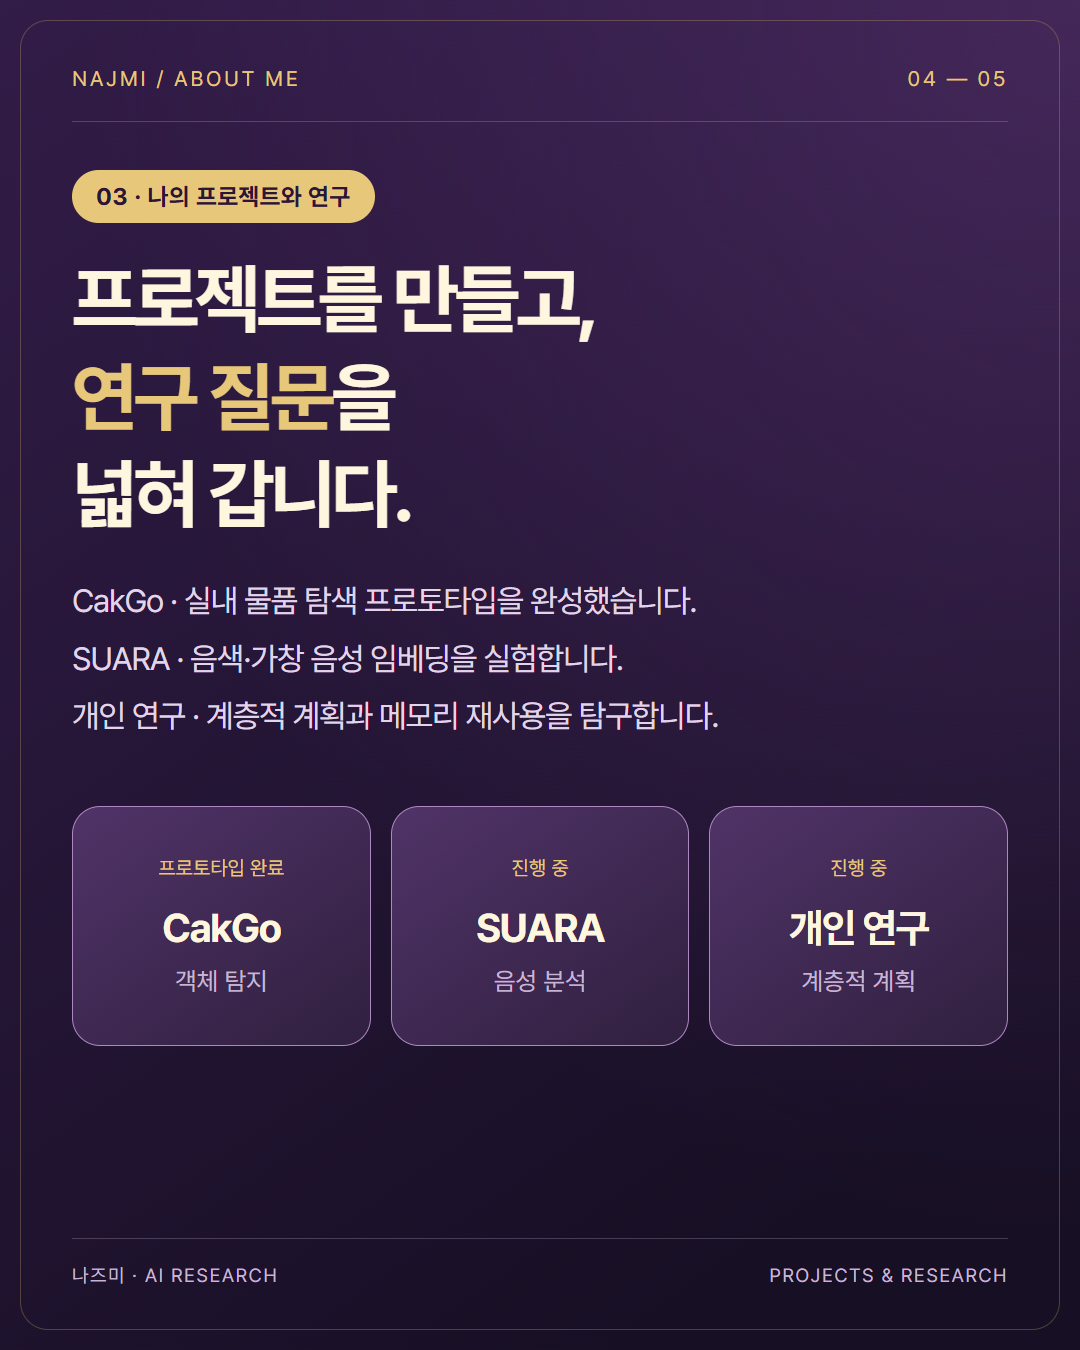 NAJMI / ABOUT ME
04 — 05
03 · 나의 프로젝트와 연구
프로젝트를 만들고,
연구 질문을
넓혀 갑니다.
CakGo · 실내 물품 탐색 프로토타입을 완성했습니다.
SUARA · 음색·가창 음성 임베딩을 실험합니다.
개인 연구 · 계층적 계획과 메모리 재사용을 탐구합니다.
프로토타입 완료
CakGo
객체 탐지
진행 중
SUARA
음성 분석
진행 중
개인 연구
계층적 계획
나즈미 · AI RESEARCH
PROJECTS & RESEARCH